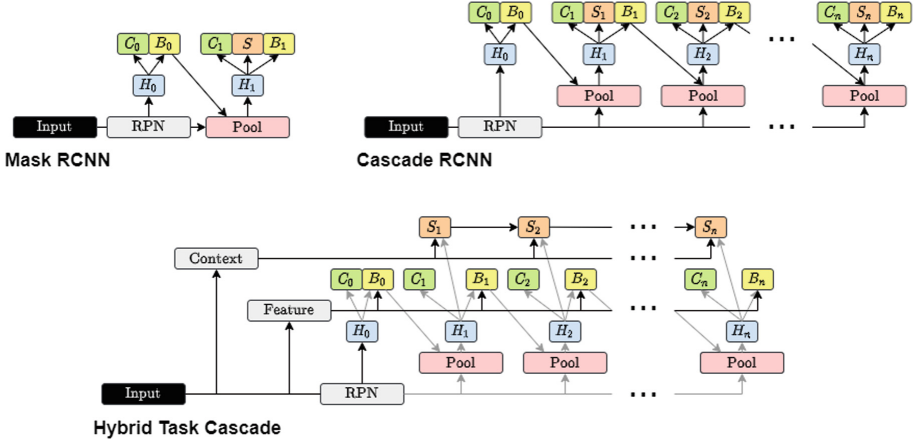 C₀ B₀ C₁ S B₁
H₀ H₁
Input RPN Pool
Mask RCNN
C₀ B₀ C₁ S₁ B₁ C₂ S₂ B₂ ... Cₙ Sₙ Bₙ
H₀ H₁ H₂ Hₙ
Pool Pool Pool
Input RPN ...
Cascade RCNN
S₁ S₂ ... Sₙ
Context
C₀ B₀ C₁ B₁ C₂ B₂ Cₙ Bₙ
Feature ...
H₀ H₁ H₂ Hₙ
Pool Pool Pool
Input RPN ...
Hybrid Task Cascade